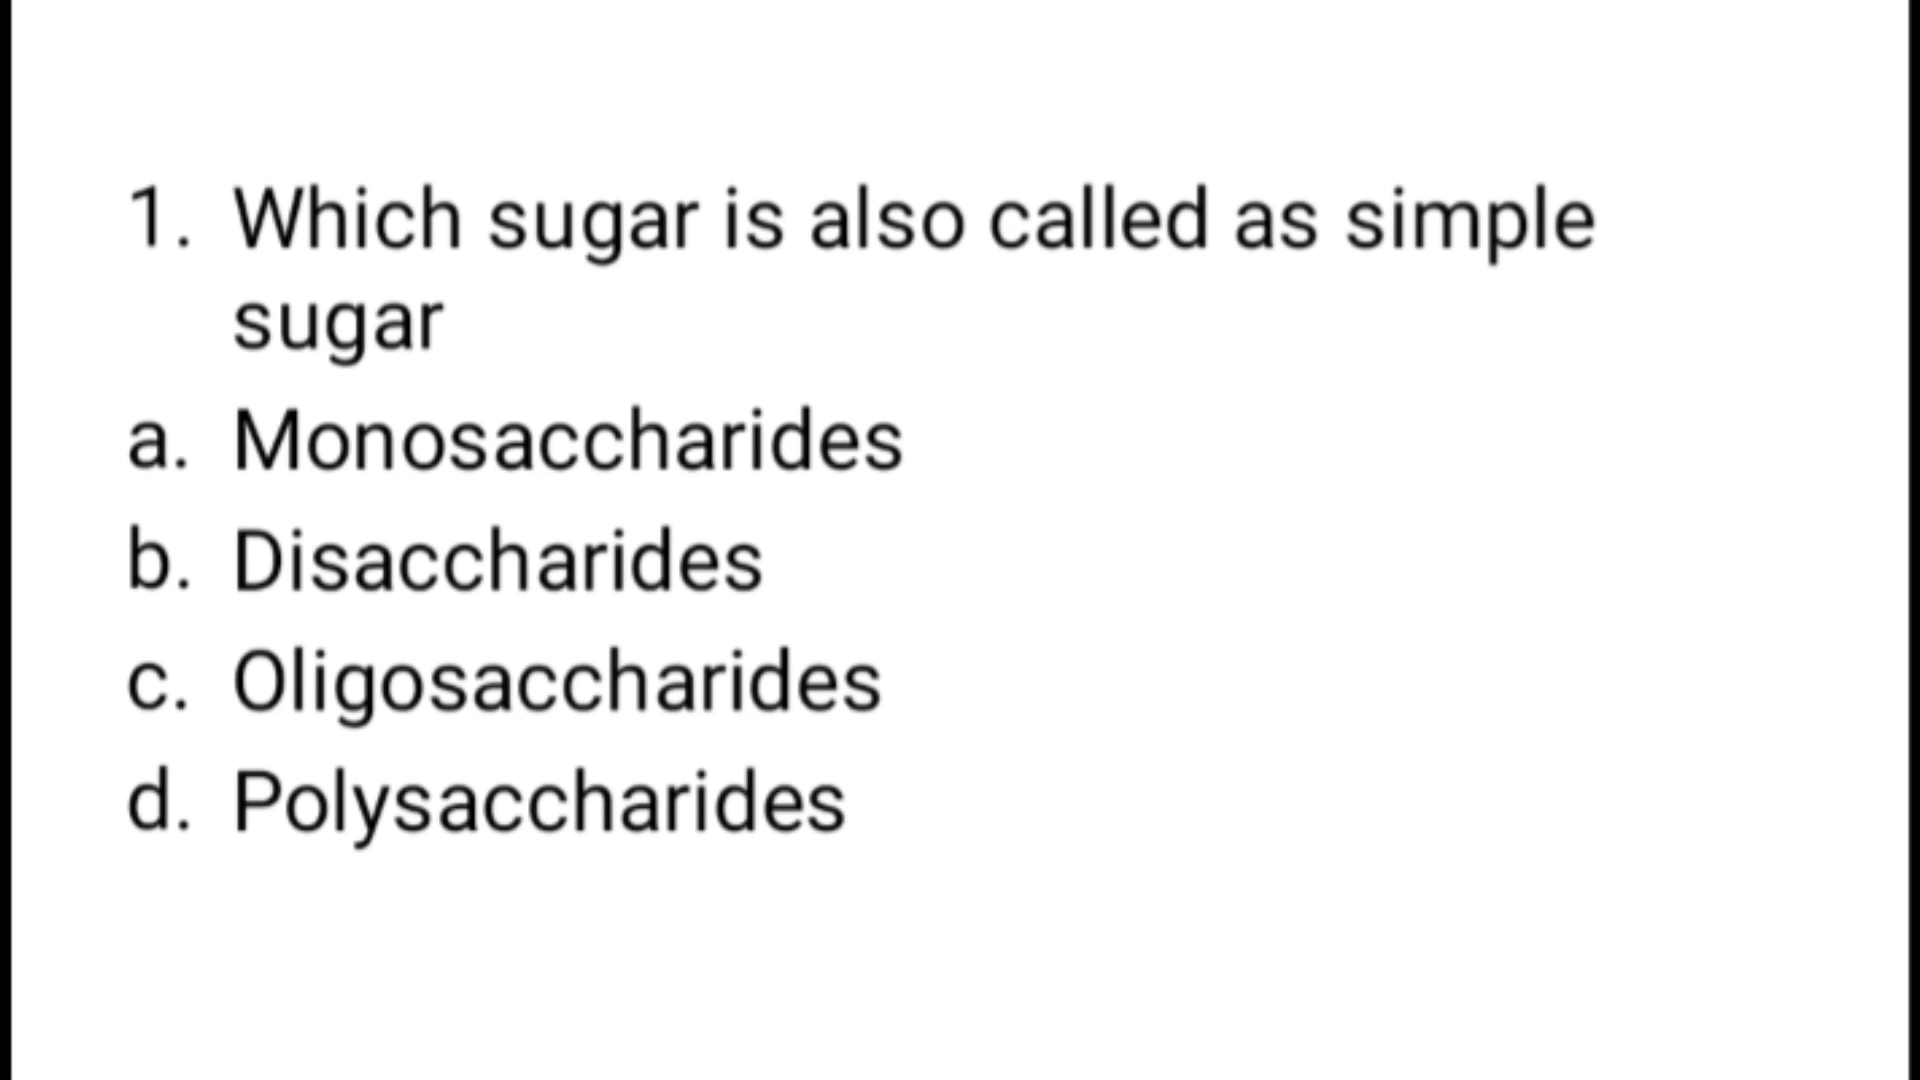 1. Which sugar is also called as simple
sugar
a. Monosaccharides
b. Disaccharides
c. Oligosaccharides
d. Polysaccharides